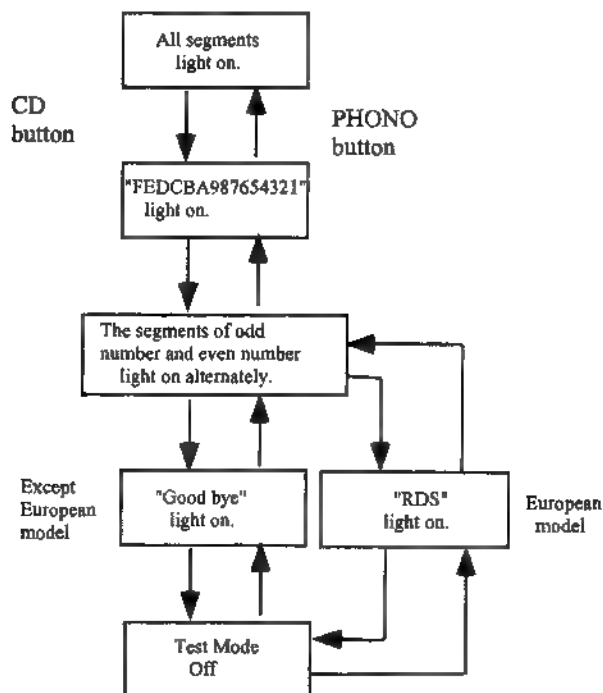 All segments
light on.
CD
button
PHONO
button
"FEDCBA987654321"
light on.
The segments of odd
number and even number
light on alternately.
Except
European
model
"Good bye"
light on.
"RDS"
light on.
European
model
Test Mode
Off